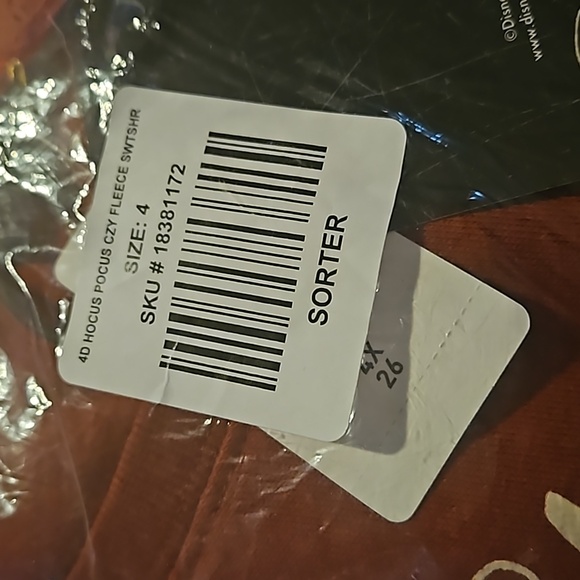 4D HOCUS POCUS CZY FLEECE SWTSHR
SIZE: 4
SKU # 18381172
SORTER
4X
26
©Disn
www.disn